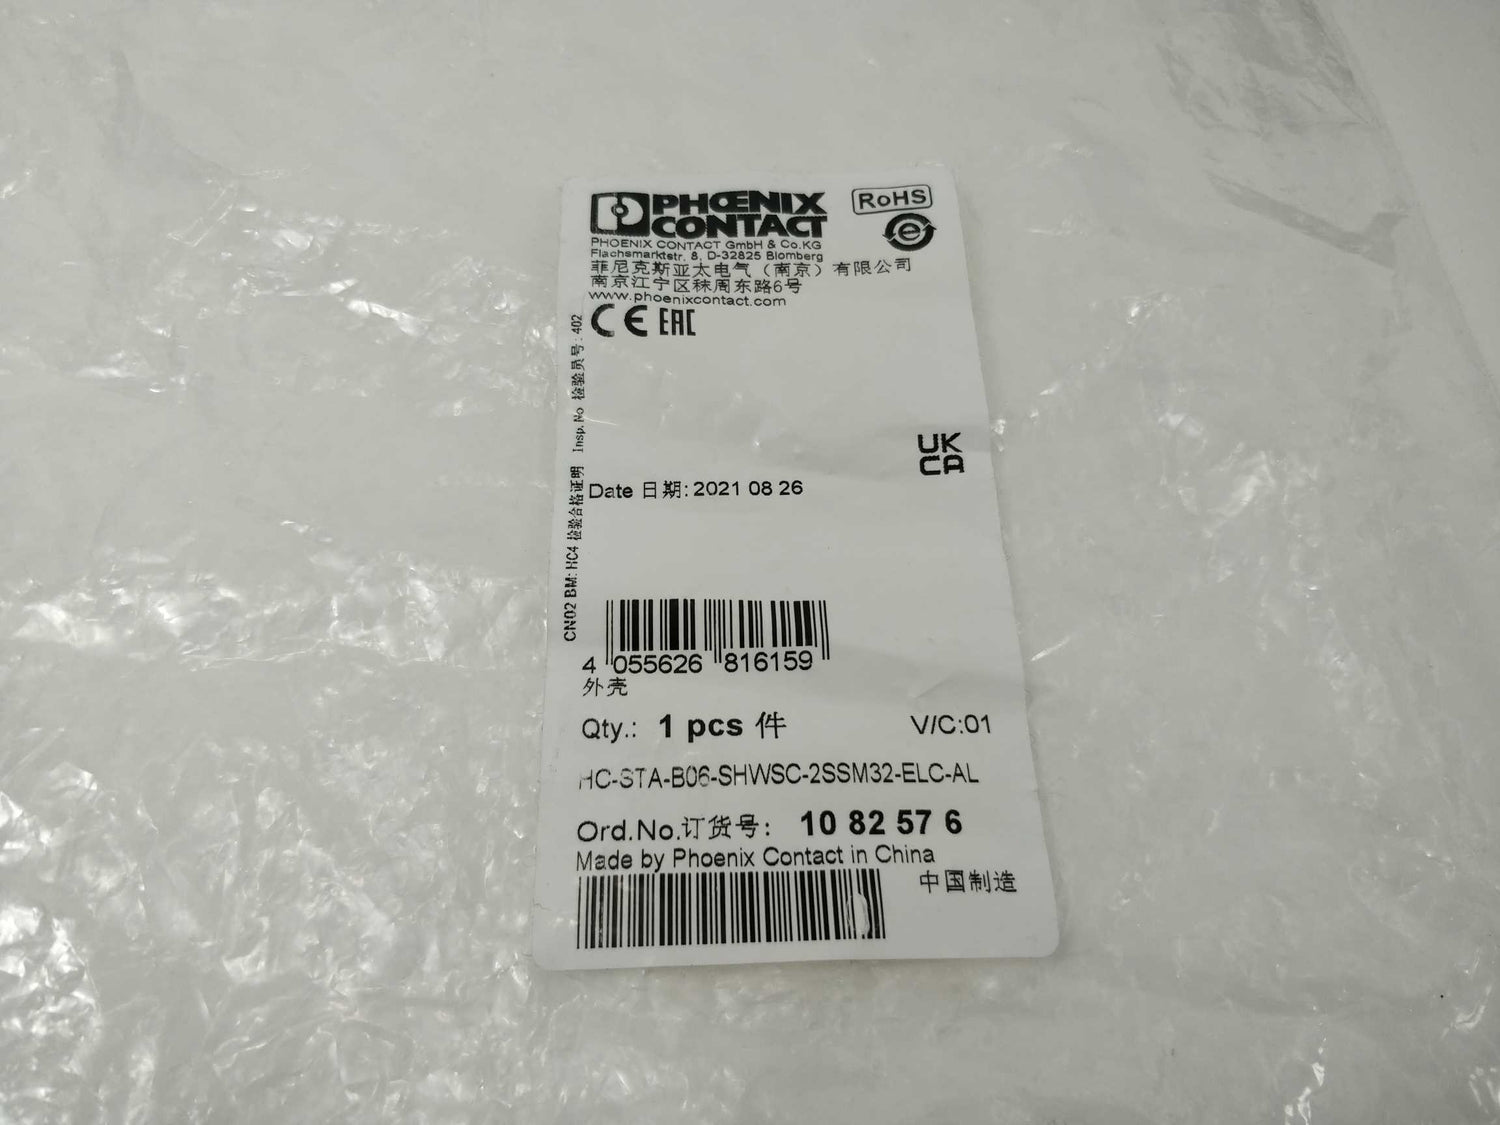 PHOENIX
CONTACT
RoHS
e
PHOENIX CONTACT GmbH & Co.KG
Flachsmarktstr. 8, D-32825 Blomberg
菲尼克斯亚太电气（南京）有限公司
南京江宁区秣周东路6号
www.phoenixcontact.com
CE EAC
CN02 BM: HC4 检验合格证明 Insp.No 检验员号: 402
UK
CA
Date 日期: 2021 08 26
4 055626 816159
外壳
Qty.: 1 pcs 件 V/C:01
HC-STA-B06-SHWSC-2SSM32-ELC-AL
Ord.No.订货号: 10 82 57 6
Made by Phoenix Contact in China
中国制造